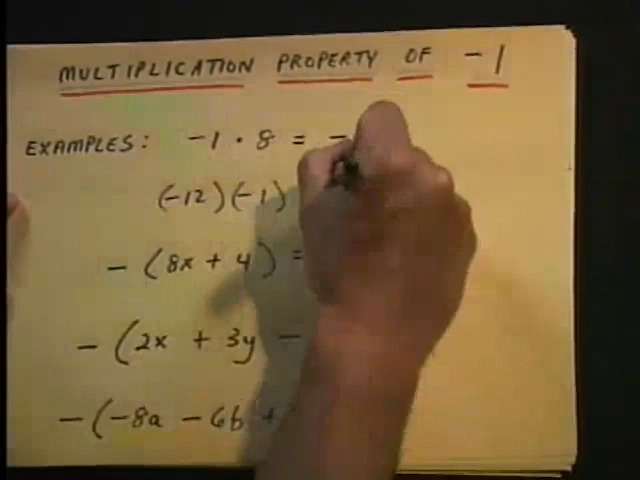 MULTIPLICATION PROPERTY OF -1
EXAMPLES: -1 · 8 = -
(-12)(-1)
- (8x + 4) =
- (2x + 3y -
- (-8a - 6b +